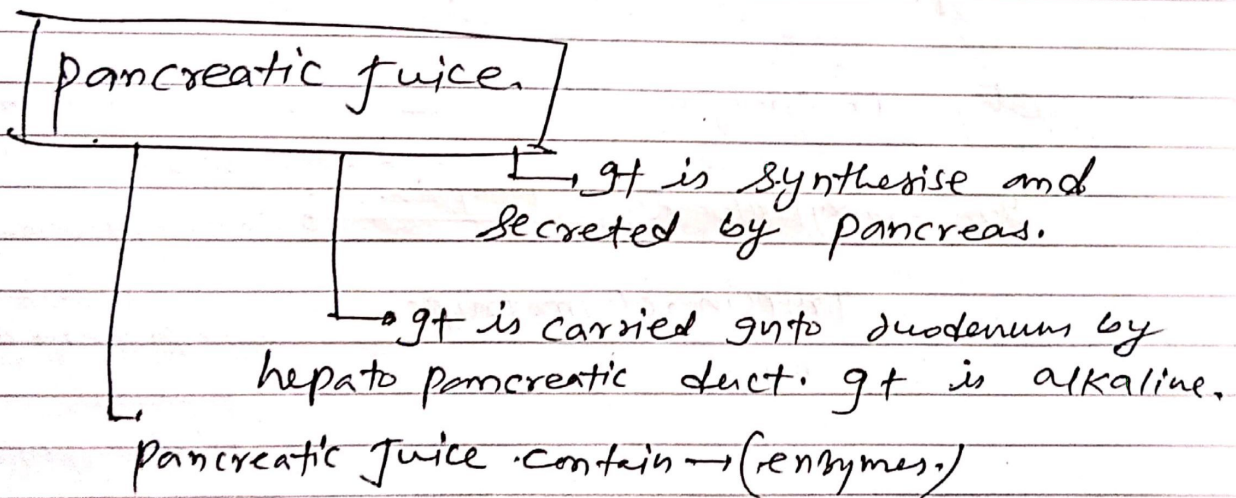 Pancreatic Juice.
It is synthesise and
secreted by pancreas.
It is carried into duodenum by
hepato pancreatic duct. It is alkaline.
Pancreatic Juice contain → (enzymes.)